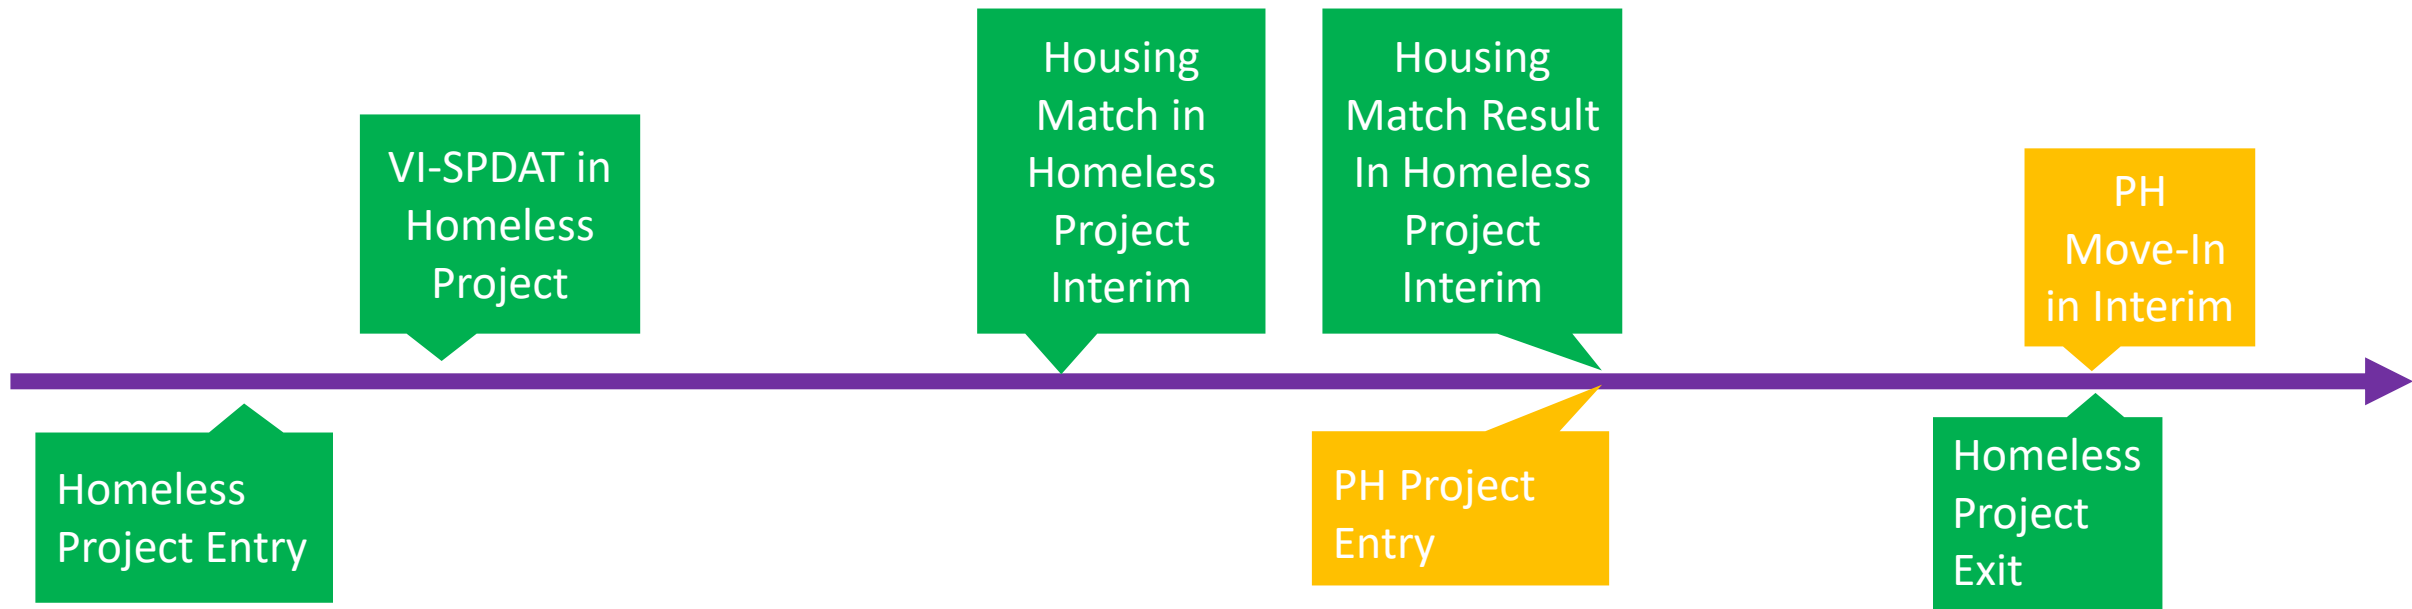 VI-SPDAT in
Homeless
Project
Housing
Match in
Homeless
Project
Interim
Housing
Match Result
In Homeless
Project
Interim
PH
Move-In
in Interim
Homeless
Project Entry
PH Project
Entry
Homeless
Project
Exit